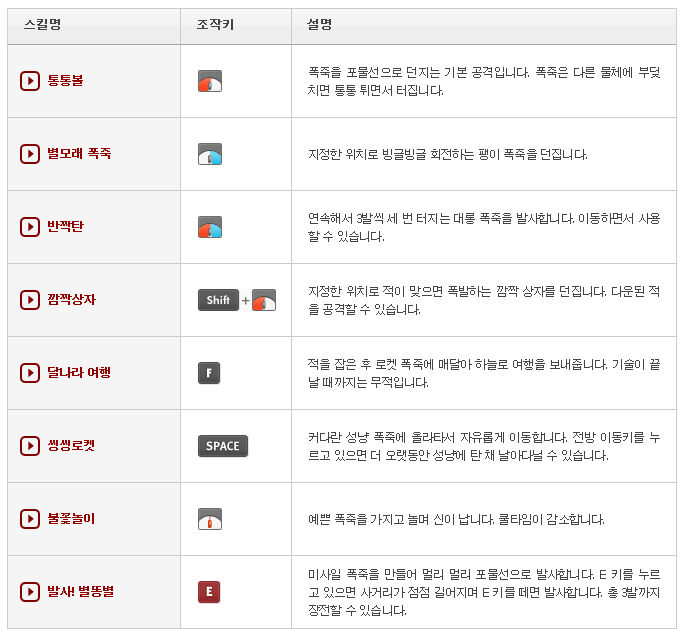 스킬명 조작키 설명
통통볼
폭죽을 포물선으로 던지는 기본 공격입니다. 폭죽은 다른 물체에 부딪
치면 통통 튀면서 터집니다.
별모래 폭죽
지정한 위치로 빙글빙글 회전하는 팽이 폭죽을 던집니다.
반짝탄
연속해서 3발씩 세 번 터지는 대롱 폭죽을 발사합니다. 이동하면서 사용
할 수 있습니다.
깜짝상자 Shift +
지정한 위치로 적이 맞으면 폭발하는 깜짝 상자를 던집니다. 다운된 적
을 공격할 수 있습니다.
달나라 여행 F
적을 잡은 후 로켓 폭죽에 매달아 하늘로 여행을 보내줍니다. 기술이 끝
날 때까지는 무적입니다.
씽씽로켓 SPACE
커다란 성냥 폭죽에 올라타서 자유롭게 이동합니다. 전방 이동키를 누
르고 있으면 더 오랫동안 성냥에 탄 채 날아다닐 수 있습니다.
불꽃놀이
예쁜 폭죽을 가지고 놀며 신이 납니다. 쿨타임이 감소합니다.
발사! 별똥별 E
미사일 폭죽을 만들어 멀리 멀리 포물선으로 발사합니다. E 키를 누르
고 있으면 사거리가 점점 길어지며 E 키를 떼면 발사합니다. 총 3발까지
장전할 수 있습니다.